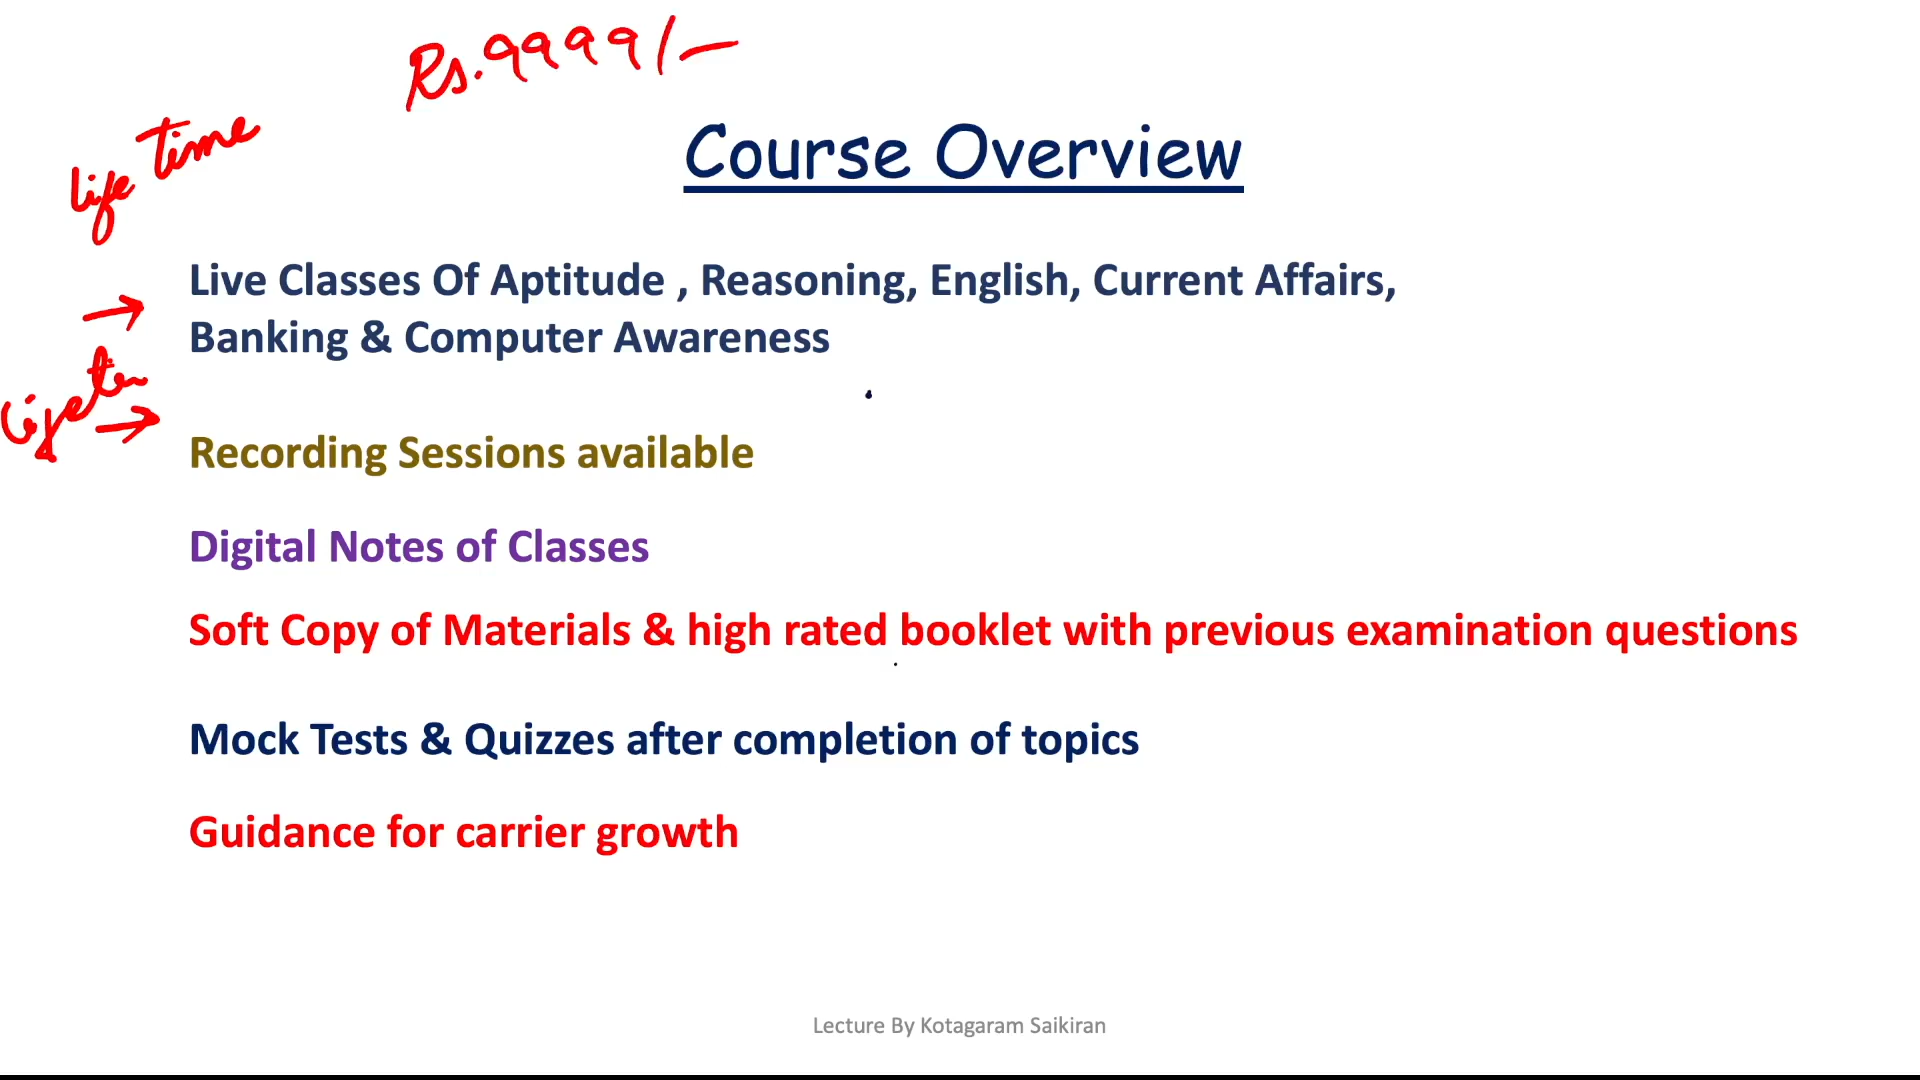 Rs.9999/-
life time
Course Overview
Live Classes Of Aptitude , Reasoning, English, Current Affairs,
Banking & Computer Awareness
Recording Sessions available
Digital Notes of Classes
Soft Copy of Materials & high rated booklet with previous examination questions
Mock Tests & Quizzes after completion of topics
Guidance for carrier growth
Lecture By Kotagaram Saikiran